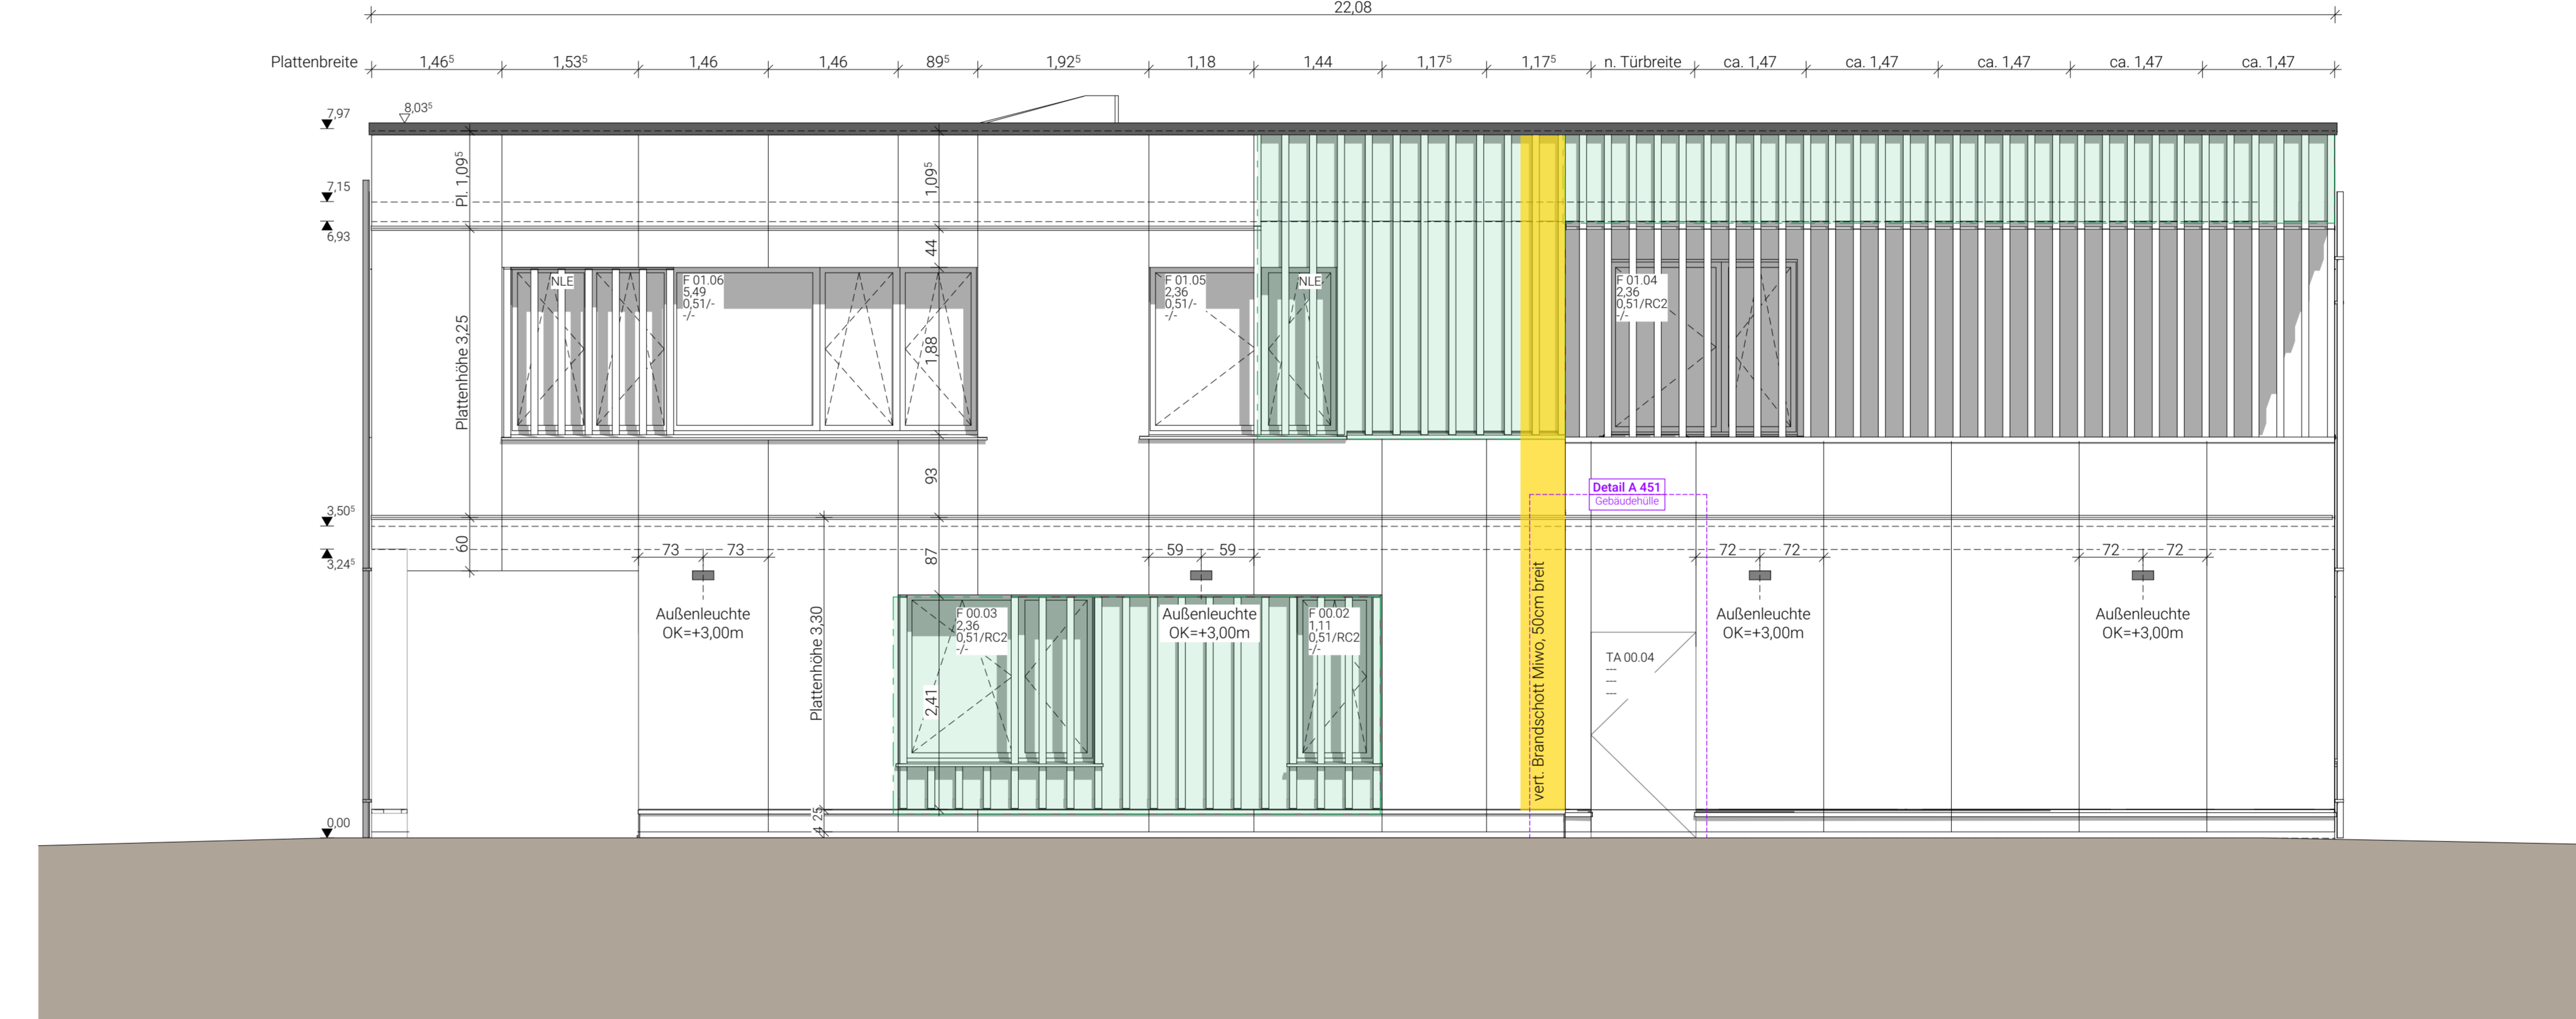 22,08
Plattenbreite 1,46⁵ 1,53⁵ 1,46 1,46 89⁵ 1,92⁵ 1,18 1,44 1,17⁵ 1,17⁵ n. Türbreite ca. 1,47 ca. 1,47 ca. 1,47 ca. 1,47 ca. 1,47
7,97
8,03⁵
7,15
6,93
3,50⁵
3,24⁵
0,00
Pl. 1,09⁵
Plattenhöhe 3,25
60
1,09⁵
44
1,88
93
87
2,41
Plattenhöhe 3,30
25
4
NLE
F 01.06
5,49
0,51/-
-/-
F 01.05
2,36
0,51/-
-/-
NLE
F 01.04
2,36
0,51/RC2
-/-
Detail A 451
Gebäudehülle
73 73
59 59
72 72
72 72
Außenleuchte
OK=+3,00m
Außenleuchte
OK=+3,00m
Außenleuchte
OK=+3,00m
Außenleuchte
OK=+3,00m
F 00.03
2,36
0,51/RC2
-/-
F 00.02
1,11
0,51/RC2
-/-
vert. Brandschott Miwo, 50cm breit
TA 00.04
---
---
---